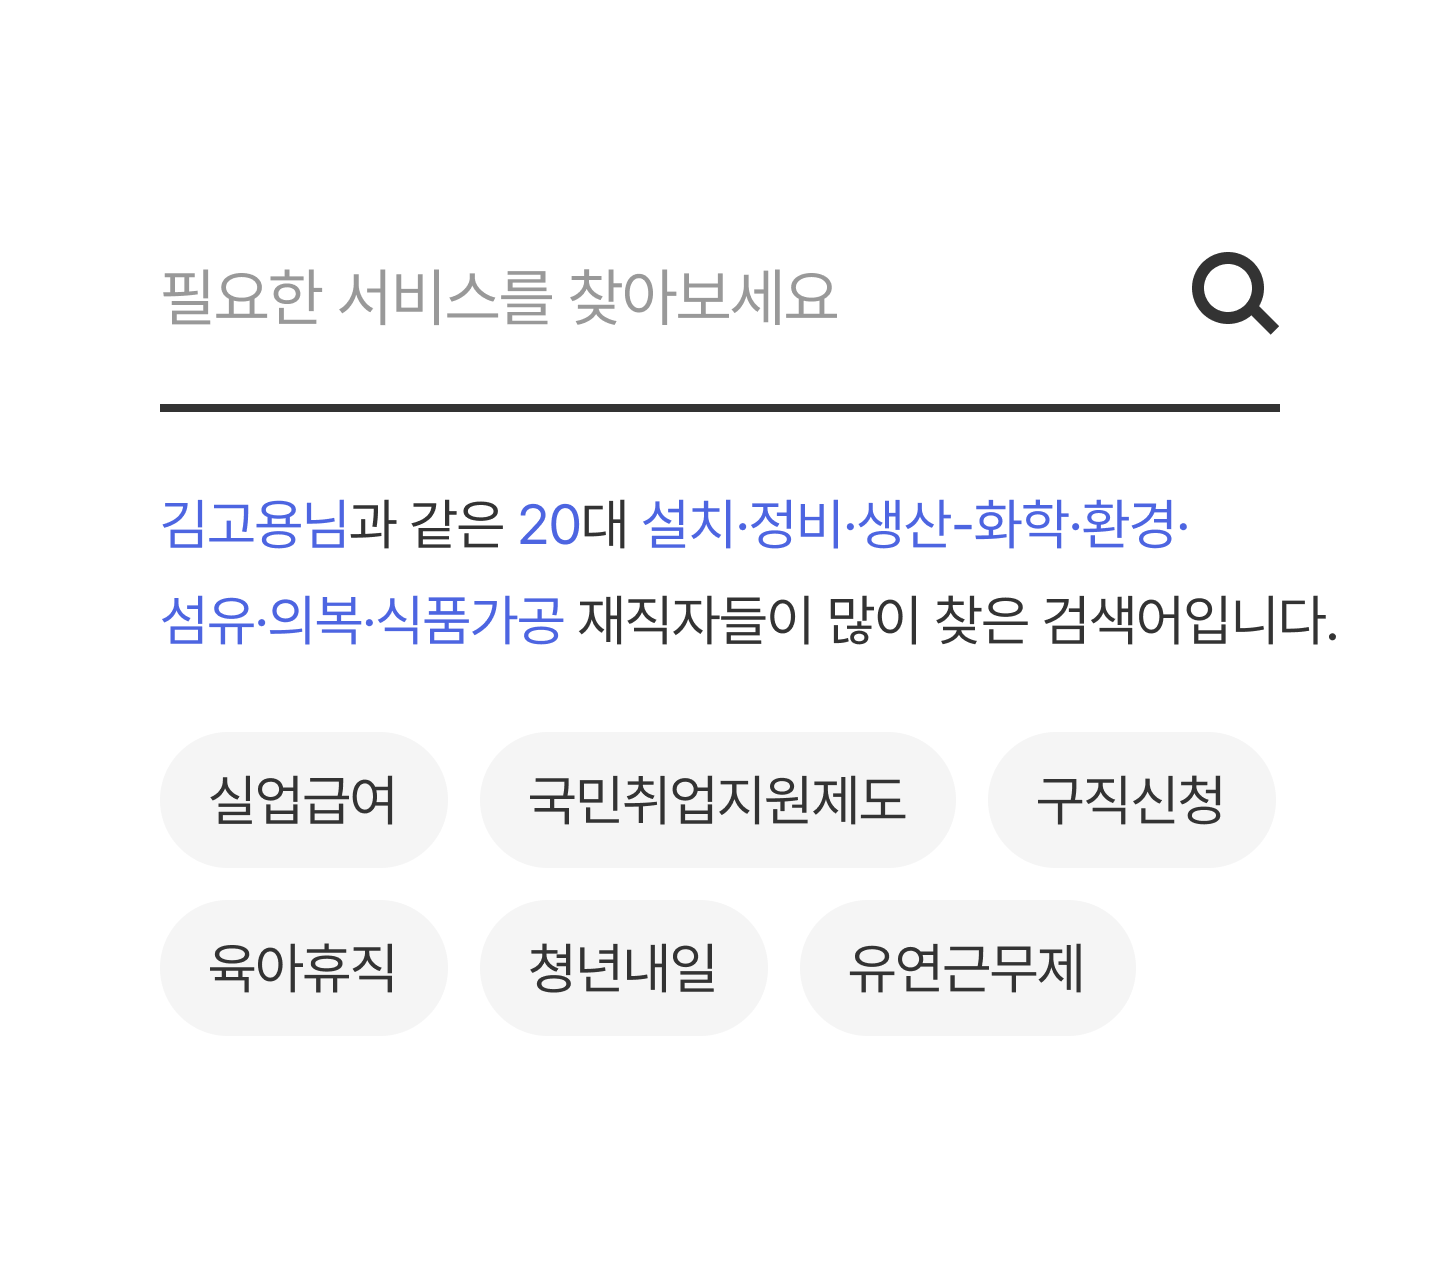 필요한 서비스를 찾아보세요
김고용님과 같은 20대 설치·정비·생산-화학·환경·
섬유·의복·식품가공 재직자들이 많이 찾은 검색어입니다.
실업급여 국민취업지원제도 구직신청
육아휴직 청년내일 유연근무제